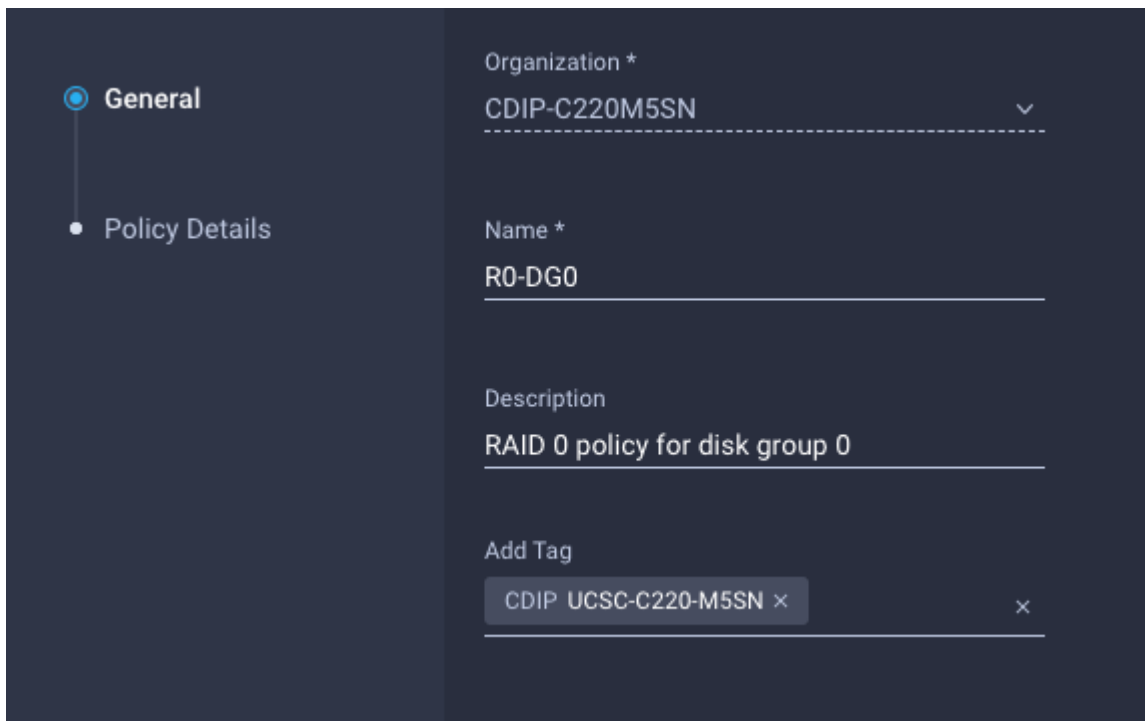 General
Policy Details
Organization *
CDIP-C220M5SN
Name *
R0-DG0
Description
RAID 0 policy for disk group 0
Add Tag
CDIP UCSC-C220-M5SN ×
×